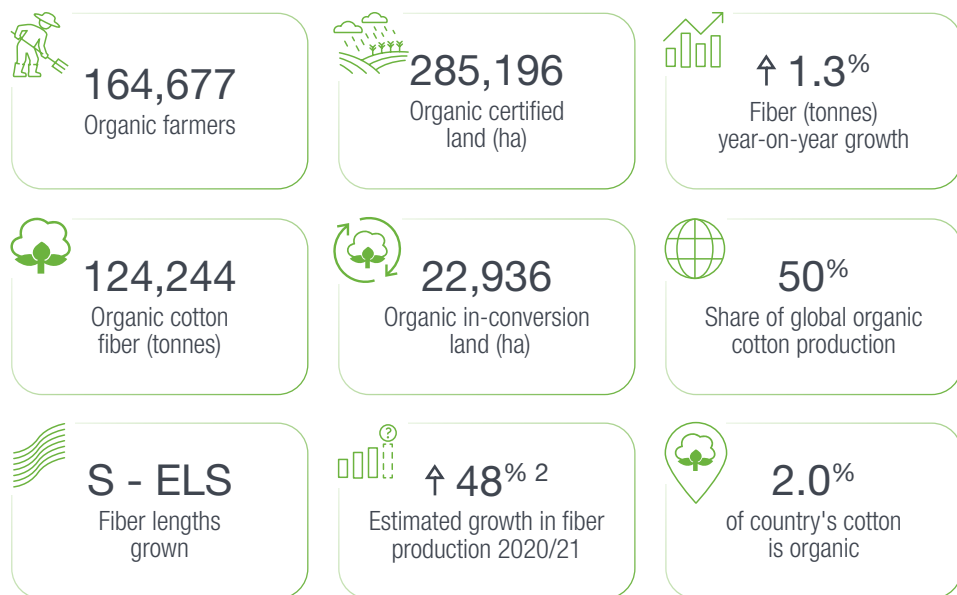 164,677
Organic farmers
285,196
Organic certified
land (ha)
↑ 1.3%
Fiber (tonnes)
year-on-year growth
124,244
Organic cotton
fiber (tonnes)
22,936
Organic in-conversion
land (ha)
50%
Share of global organic
cotton production
S - ELS
Fiber lengths
grown
?
↑ 48% 2
Estimated growth in fiber
production 2020/21
2.0%
of country's cotton
is organic